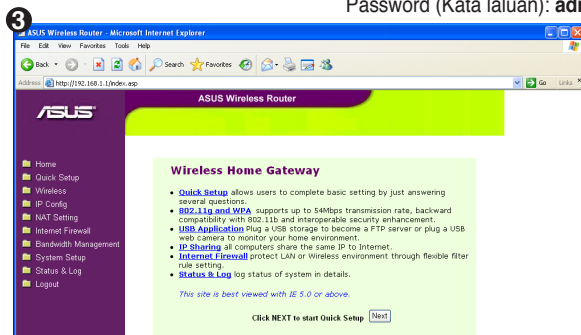 Password (Kata laluan): adm
3
ASUS Wireless Router - Microsoft Internet Explorer
File Edit View Favorites Tools Help
Back Search Favorites
Address http://192.168.1.1/index.asp Go Links
ASUS Wireless Router
ASUS
Home
Quick Setup
Wireless
IP Config
NAT Setting
Internet Firewall
Bandwidth Management
System Setup
Status & Log
Logout
Wireless Home Gateway
• Quick Setup allows users to complete basic setting by just answering
several questions.
• 802.11g and WPA supports up to 54Mbps transmission rate, backward
compatibility with 802.11b and interoperable security enhancement.
• USB Application Plug a USB storage to become a FTP server or plug a USB
web camera to monitor your home environment.
• IP Sharing all computers share the same IP to Internet.
• Internet Firewall protect LAN or Wireless environment through flexible filter
rule setting.
• Status & Log log status of system in details.
This site is best viewed with IE 5.0 or above.
Click NEXT to start Quick Setup Next